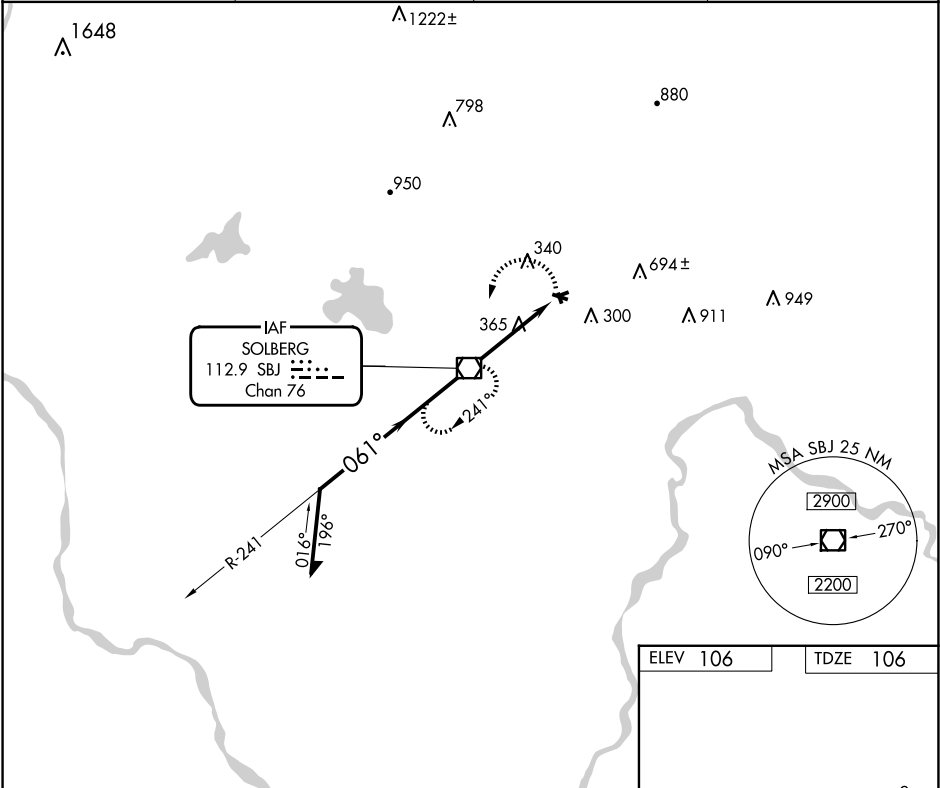 1648
1222±
798
880
950
340
694±
949
365
300
911
IAF
SOLBERG
112.9 SBJ
Chan 76
241°
061°
R-241
016°
196°
MSA SBJ 25 NM
2900
090°
270°
2200
ELEV 106
TDZE 106